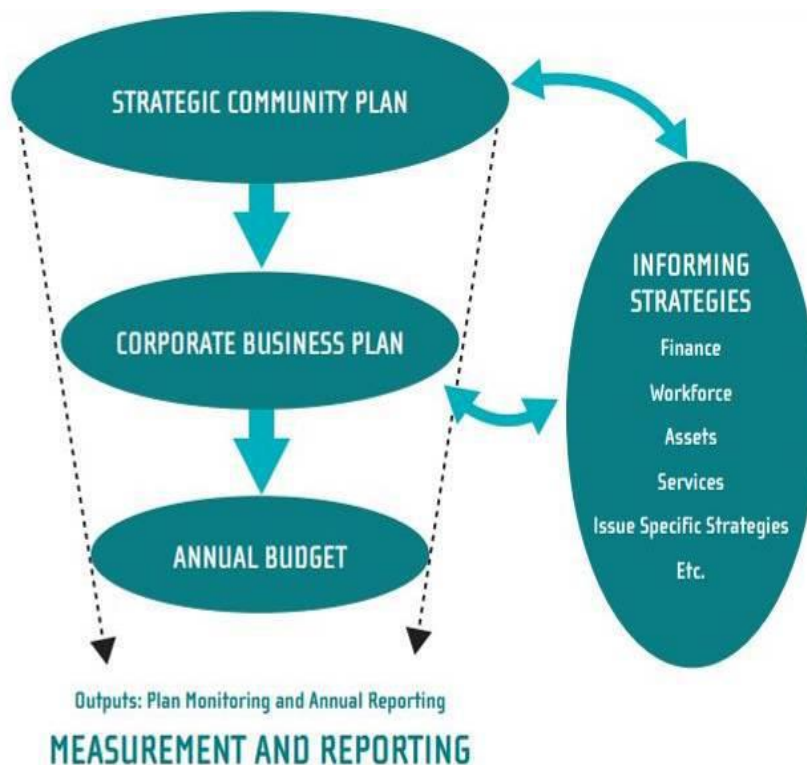 STRATEGIC COMMUNITY PLAN
CORPORATE BUSINESS PLAN
ANNUAL BUDGET
INFORMING
STRATEGIES
Finance
Workforce
Assets
Services
Issue Specific Strategies
Etc.
Outputs: Plan Monitoring and Annual Reporting
MEASUREMENT AND REPORTING